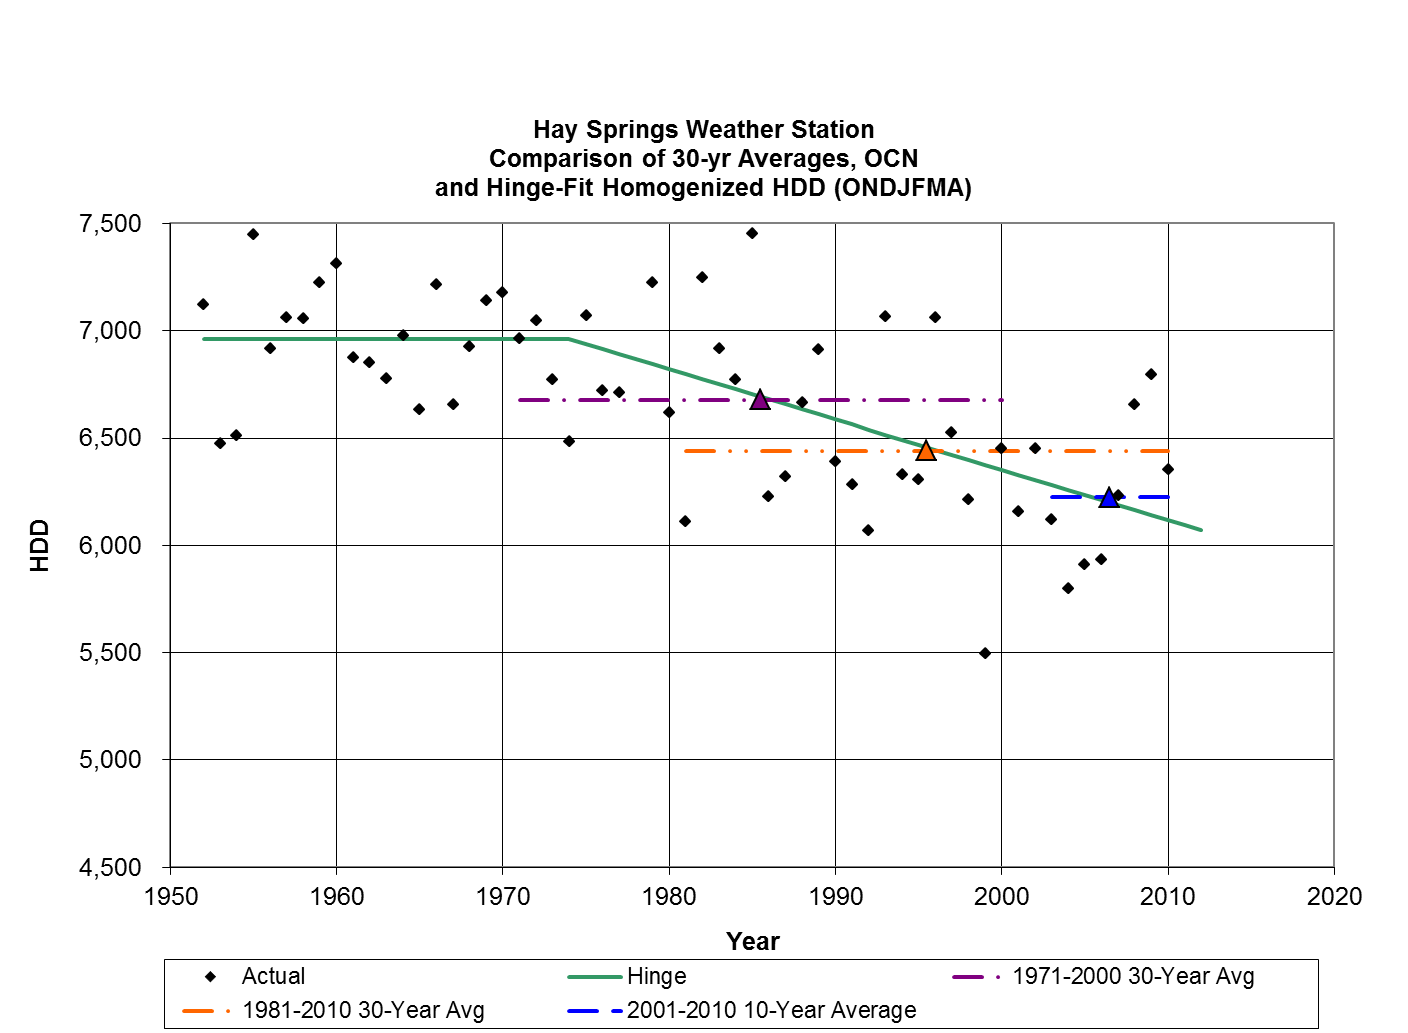 Hay Springs Weather Station
Comparison of 30-yr Averages, OCN
and Hinge-Fit Homogenized HDD (ONDJFMA)
7,500
7,000
6,500
6,000
5,500
5,000
4,500
HDD
1950 1960 1970 1980 1990 2000 2010 2020
Year
Actual Hinge 1971-2000 30-Year Avg
1981-2010 30-Year Avg 2001-2010 10-Year Average